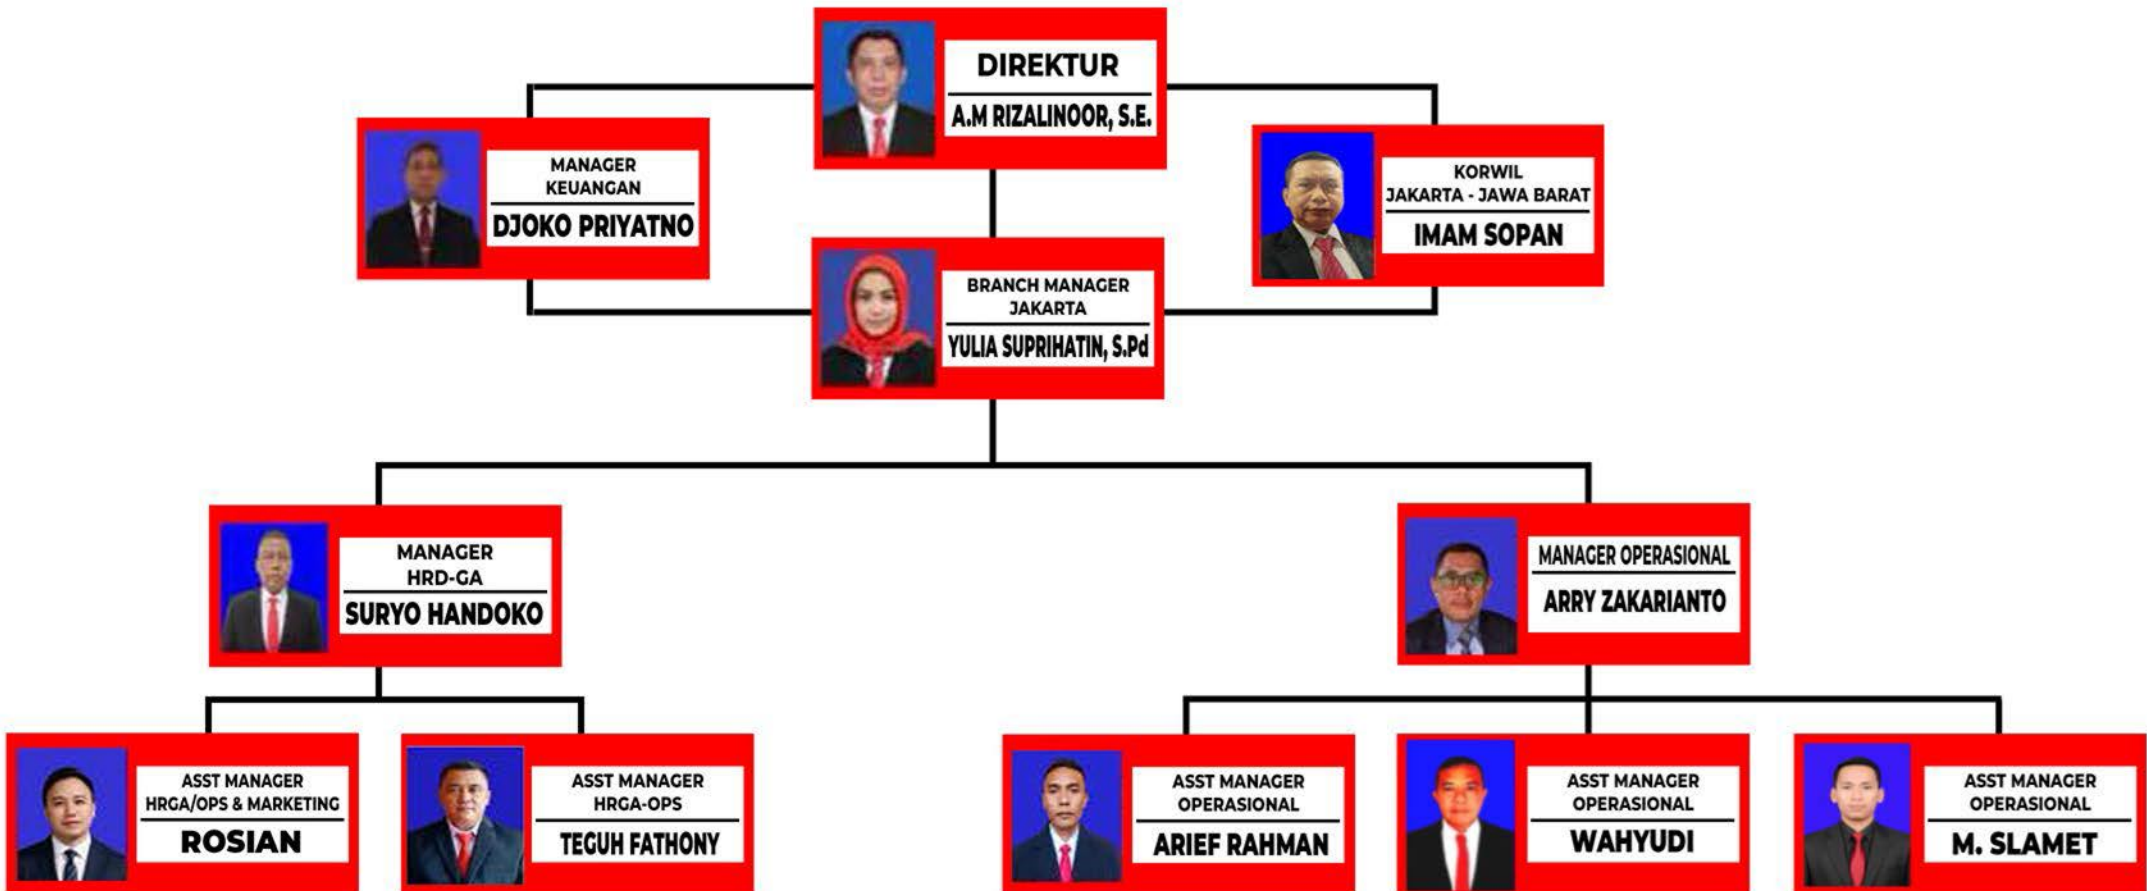 DIREKTUR
A.M RIZALINOOR, S.E.
MANAGER
KEUANGAN
DJOKO PRIYATNO
KORWIL
JAKARTA - JAWA BARAT
IMAM SOPAN
BRANCH MANAGER
JAKARTA
YULIA SUPRIHATIN, S.Pd
MANAGER
HRD-GA
SURYO HANDOKO
MANAGER OPERASIONAL
ARRY ZAKARIANTO
ASST MANAGER
HRGA/OPS & MARKETING
ROSIAN
ASST MANAGER
HRGA-OPS
TEGUH FATHONY
ASST MANAGER
OPERASIONAL
ARIEF RAHMAN
ASST MANAGER
OPERASIONAL
WAHYUDI
ASST MANAGER
OPERASIONAL
M. SLAMET